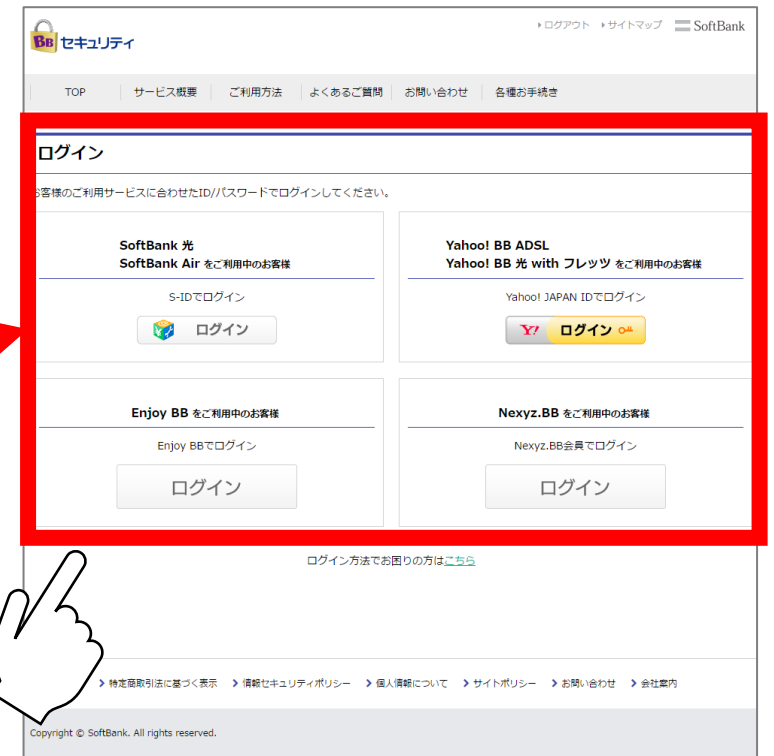 ログアウト サイトマップ SoftBank
BB セキュリティ
TOP サービス概要 ご利用方法 よくあるご質問 お問い合わせ 各種お手続き
ログイン
お客様のご利用サービスに合わせたID/パスワードでログインしてください。
SoftBank 光
SoftBank Air をご利用中のお客様
S-IDでログイン
ログイン
Yahoo! BB ADSL
Yahoo! BB 光 with フレッツ をご利用中のお客様
Yahoo! JAPAN IDでログイン
Y! ログイン
Enjoy BB をご利用中のお客様
Enjoy BBでログイン
ログイン
Nexyz.BB をご利用中のお客様
Nexyz.BB会員でログイン
ログイン
ログイン方法でお困りの方はこちら
特定商取引法に基づく表示 情報セキュリティポリシー 個人情報について サイトポリシー お問い合わせ 会社案内
Copyright © SoftBank. All rights reserved.